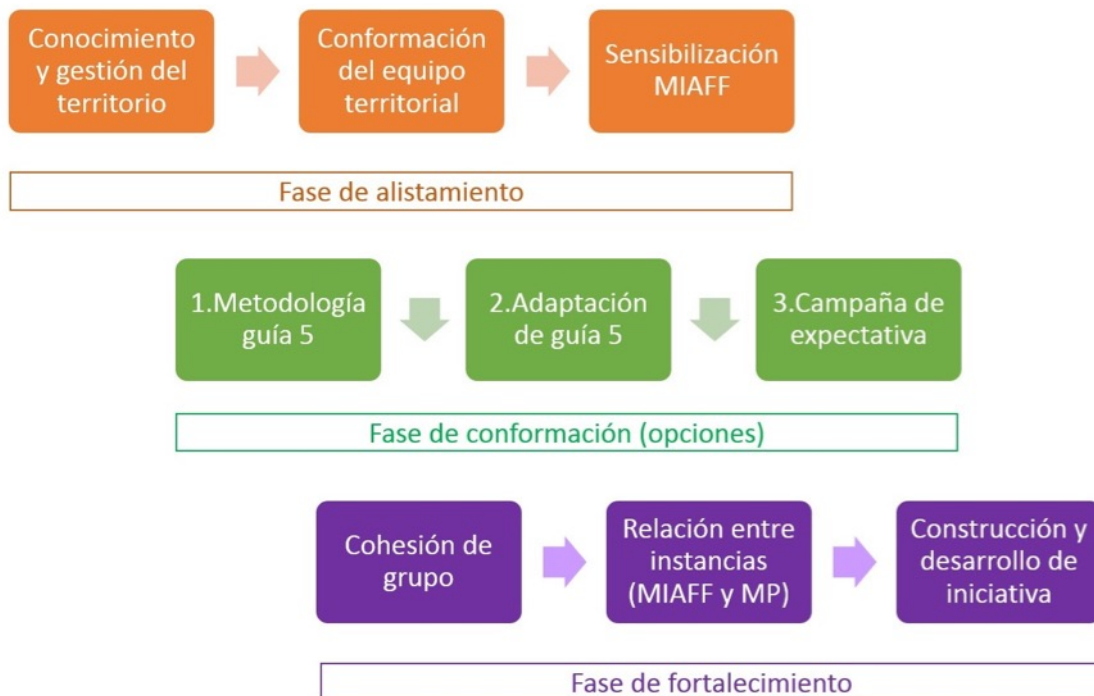 Conocimiento
y gestión del
territorio
Conformación
del equipo
territorial
Sensibilización
MIAFF
Fase de alistamiento
1.Metodología
guía 5
2.Adaptación
de guía 5
3.Campaña de
expectativa
Fase de conformación (opciones)
Cohesión de
grupo
Relación entre
instancias
(MIAFF y MP)
Construcción y
desarrollo de
iniciativa
Fase de fortalecimiento